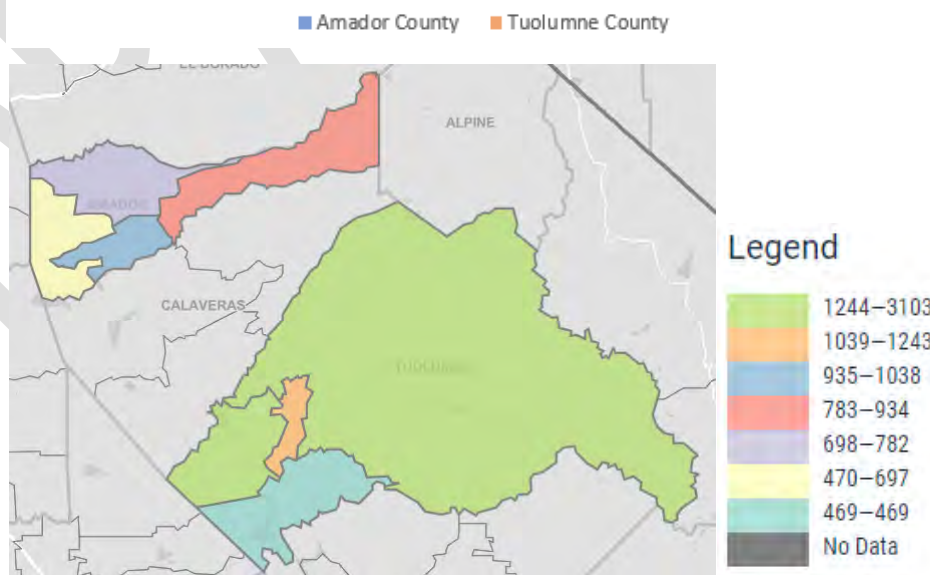 Amador County Tuolumne County
EL DORADO
ALPINE
AMADOR
CALAVERAS
TUOLUMNE
Legend
1244–3103
1039–1243
935–1038
783–934
698–782
470–697
469–469
No Data